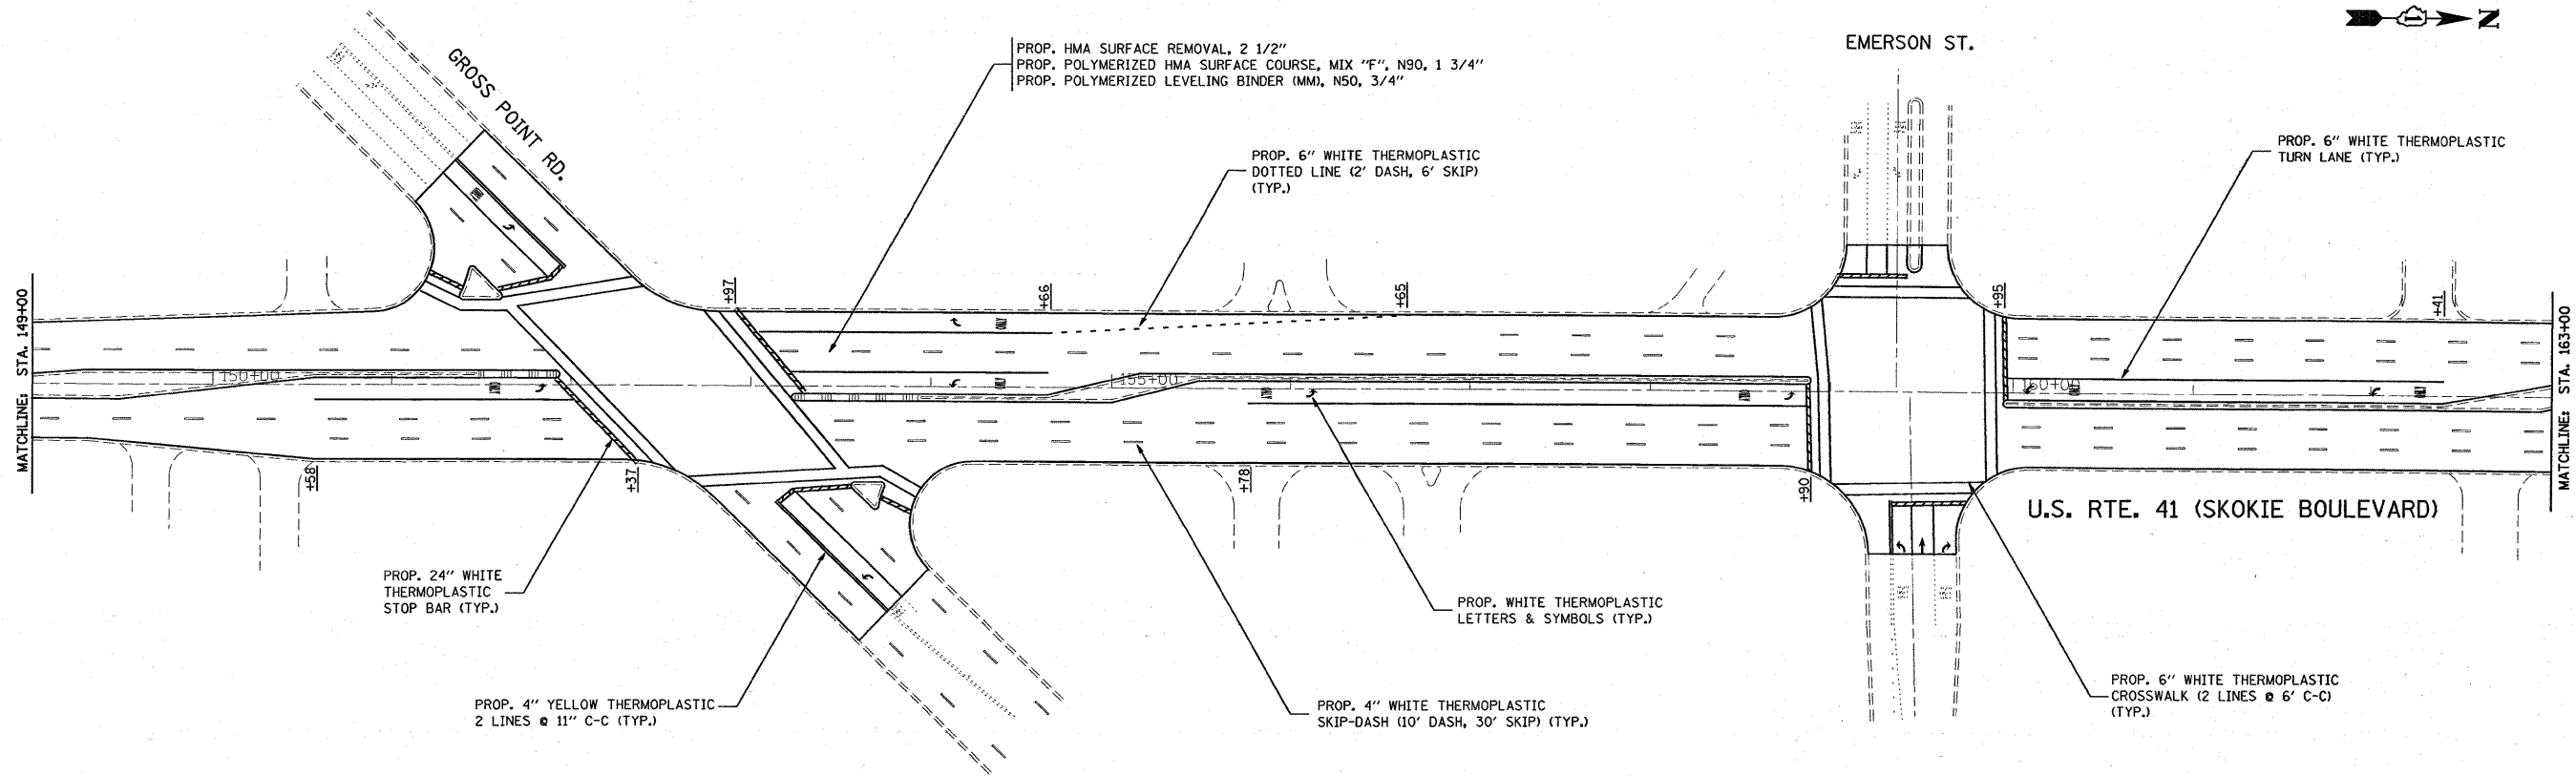 N
EMERSON ST.
GROSS POINT RD.
PROP. HMA SURFACE REMOVAL, 2 1/2"
PROP. POLYMERIZED HMA SURFACE COURSE, MIX "F", N90, 1 3/4"
PROP. POLYMERIZED LEVELING BINDER (MM), N50, 3/4"
PROP. 6" WHITE THERMOPLASTIC
DOTTED LINE (2' DASH, 6' SKIP)
(TYP.)
PROP. 6" WHITE THERMOPLASTIC
TURN LANE (TYP.)
MATCHLINE: STA. 149+00
+97
+66
+65
+95
+41
MATCHLINE: STA. 163+00
ONLY
ONLY
150+00
155+00
160+00
+58
+37
+78
+90
U.S. RTE. 41 (SKOKIE BOULEVARD)
PROP. 24" WHITE
THERMOPLASTIC
STOP BAR (TYP.)
PROP. WHITE THERMOPLASTIC
LETTERS & SYMBOLS (TYP.)
PROP. 4" YELLOW THERMOPLASTIC
2 LINES @ 11" C-C (TYP.)
PROP. 4" WHITE THERMOPLASTIC
SKIP-DASH (10' DASH, 30' SKIP) (TYP.)
PROP. 6" WHITE THERMOPLASTIC
CROSSWALK (2 LINES @ 6' C-C)
(TYP.)